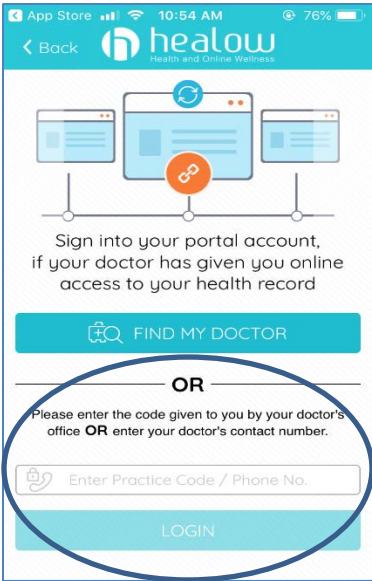 App Store 10:54 AM 76%
Back healow
Health and Online Wellness
Sign into your portal account,
if your doctor has given you online
access to your health record
FIND MY DOCTOR
OR
Please enter the code given to you by your doctor's
office OR enter your doctor's contact number.
Enter Practice Code / Phone No.
LOGIN